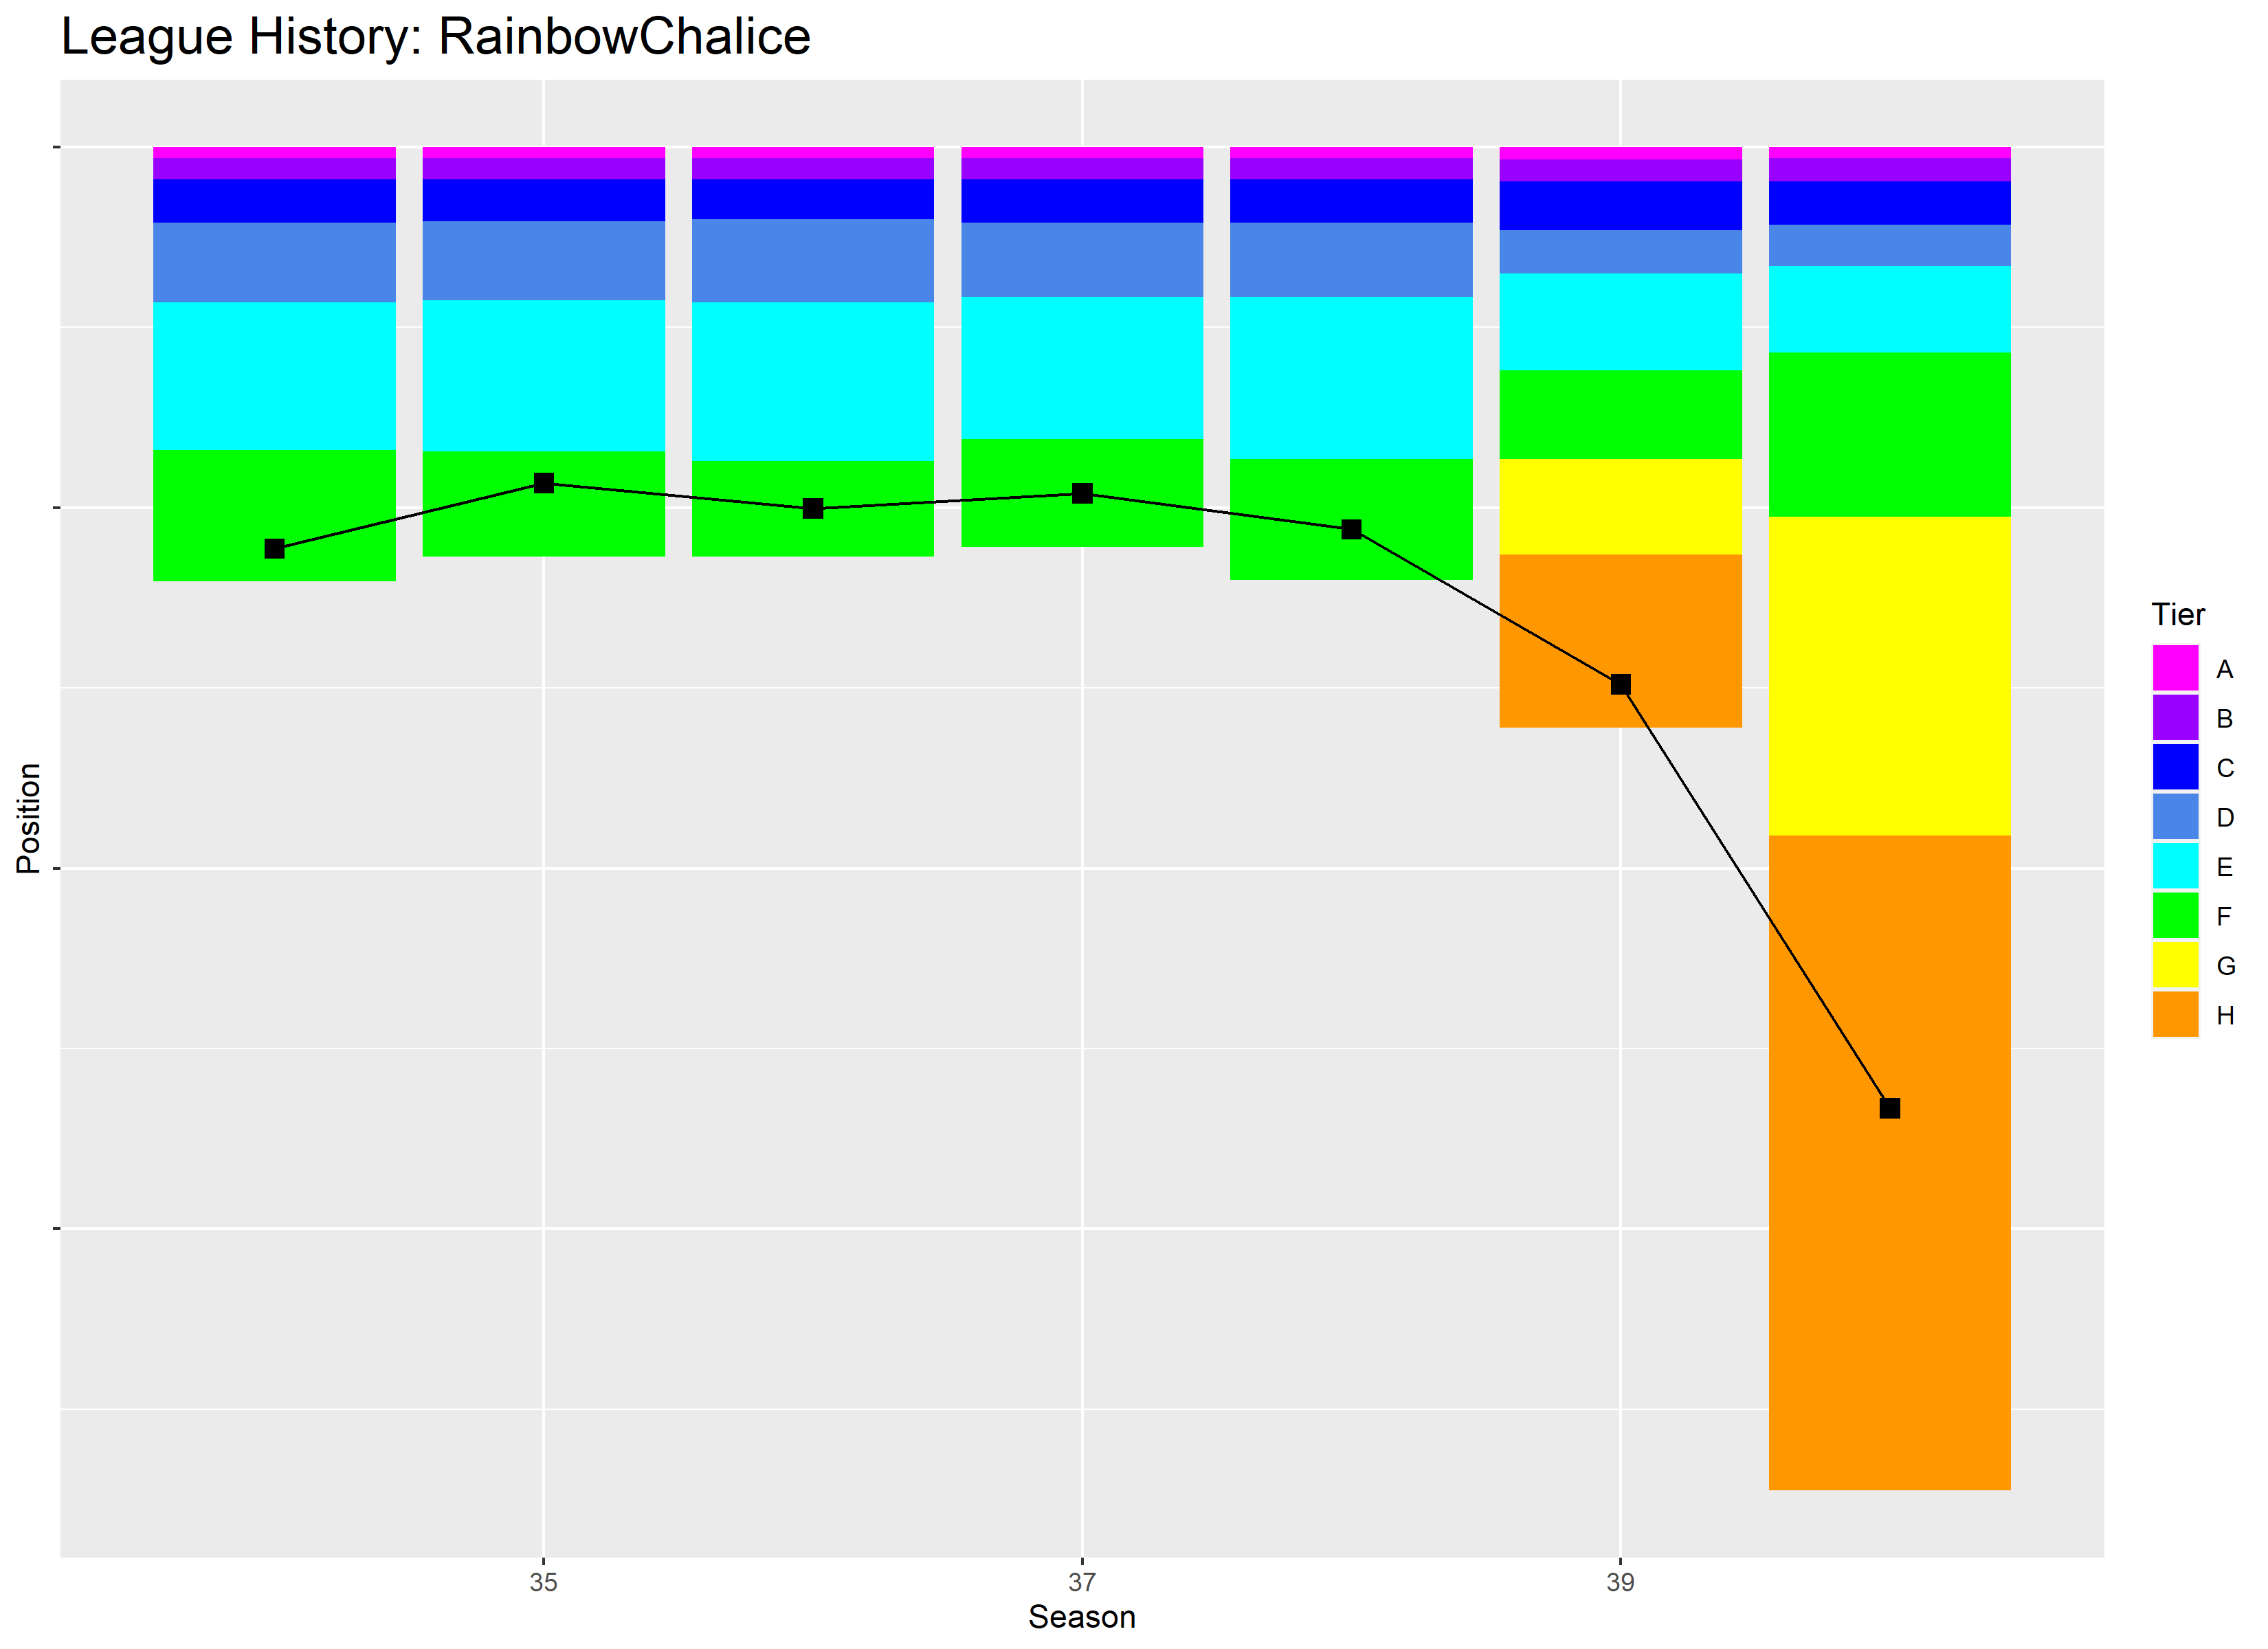 League History: RainbowChalice
Position
35
37
39
Season
Tier
A
B
C
D
E
F
G
H